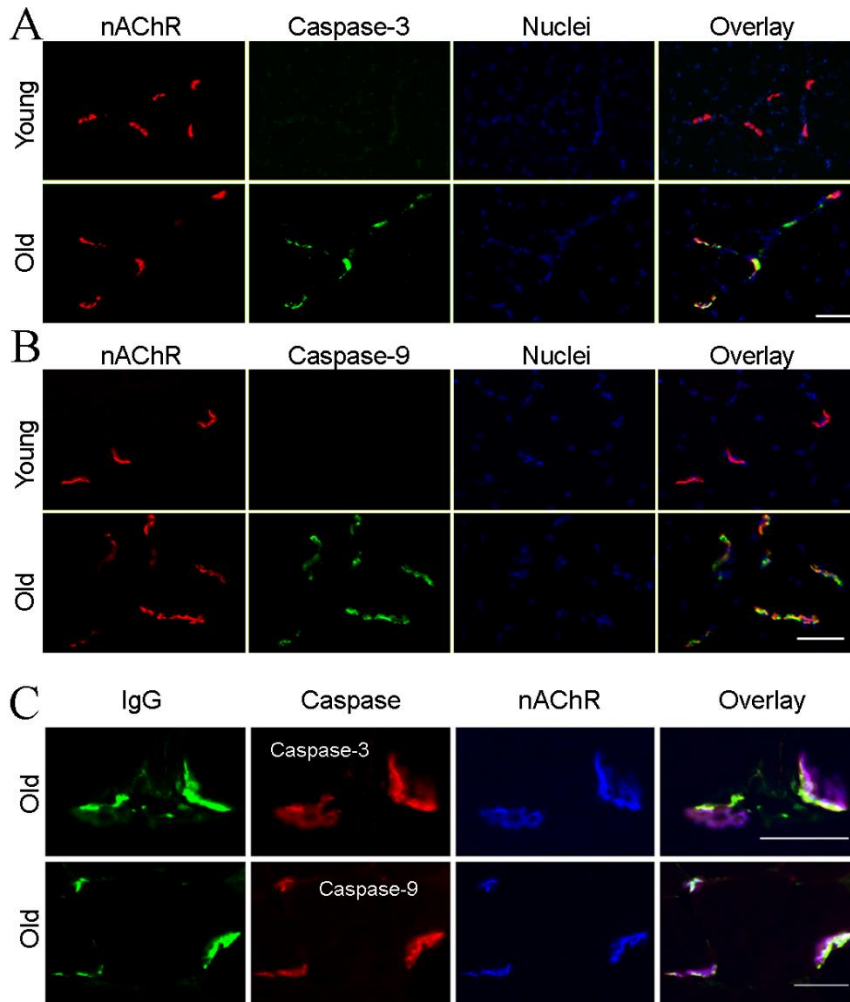 A
nAChR Caspase-3 Nuclei Overlay
Young
Old
B
nAChR Caspase-9 Nuclei Overlay
Young
Old
C
IgG Caspase nAChR Overlay
Old
Caspase-3
Old
Caspase-9